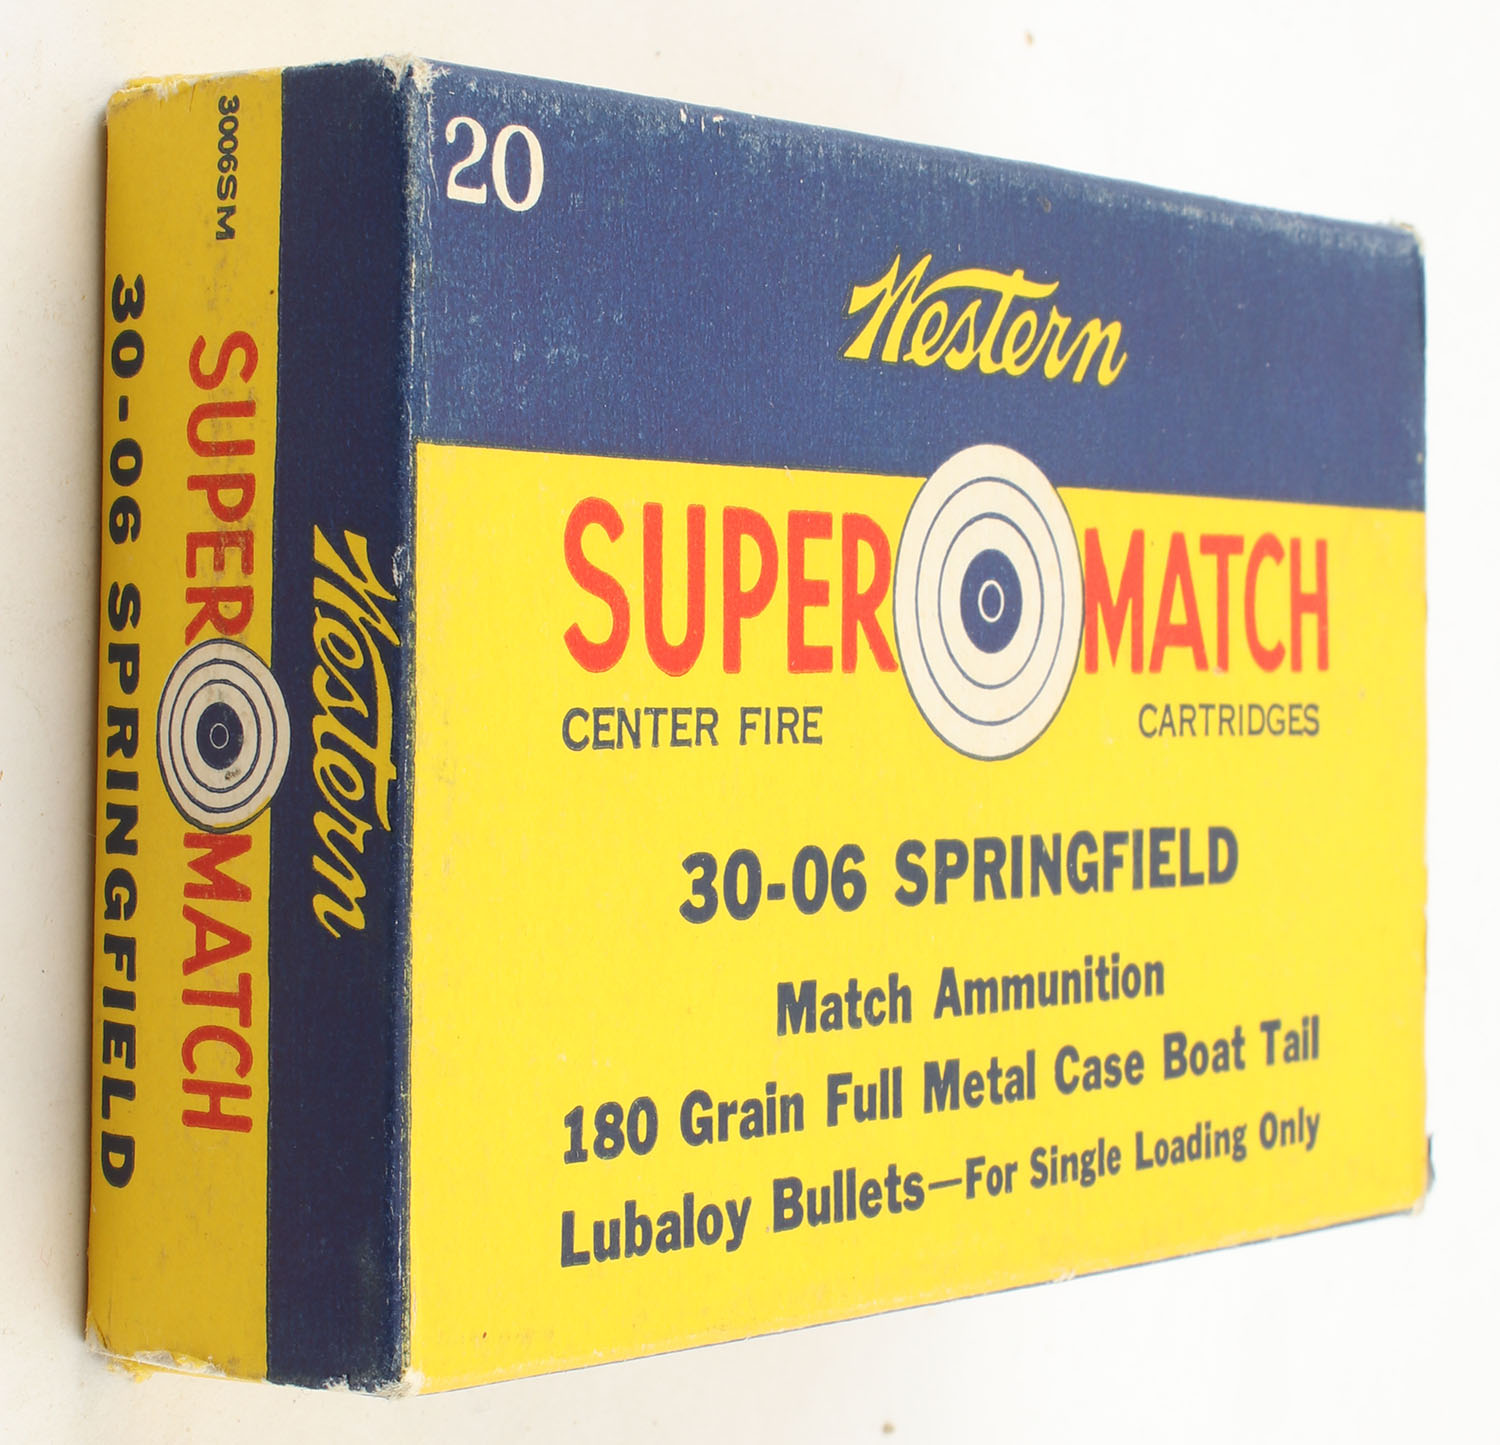 20
Western
SUPER MATCH
CENTER FIRE CARTRIDGES
30-06 SPRINGFIELD
Match Ammunition
180 Grain Full Metal Case Boat Tail
Lubaloy Bullets—For Single Loading Only
Western
3006SM SUPER MATCH
30-06 SPRINGFIELD